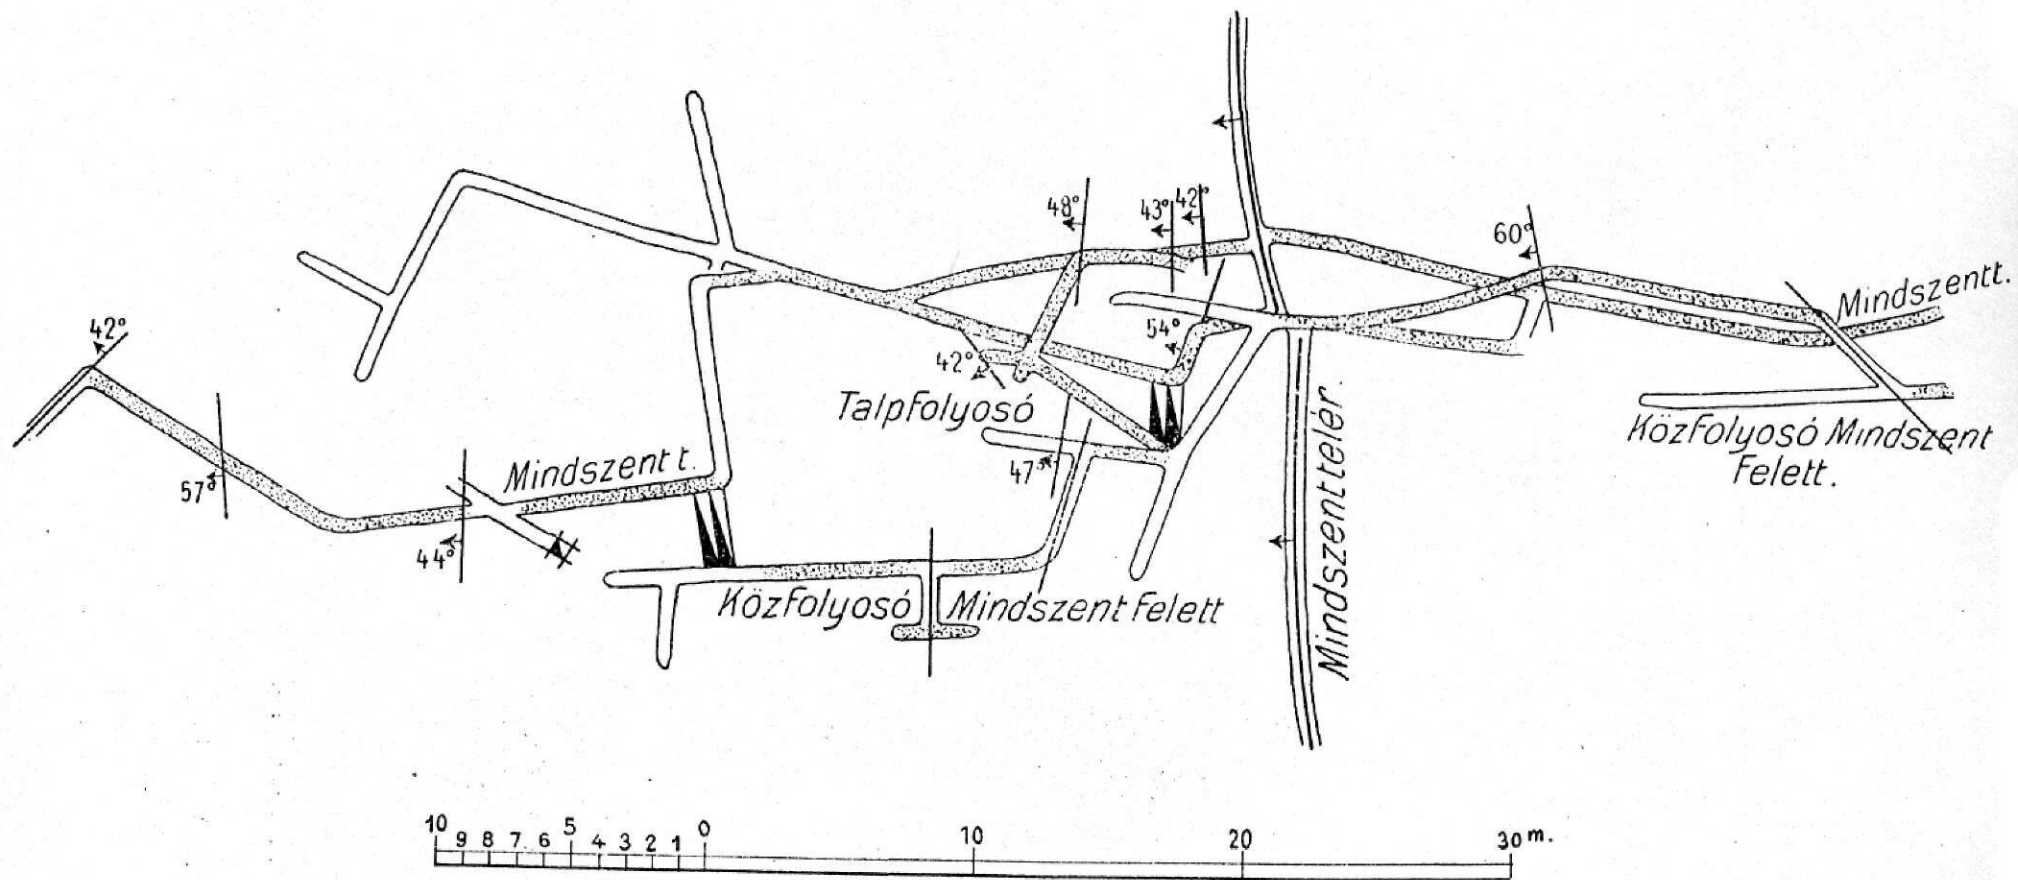 48°
43°
42°
60°
Mindszentt.
42°
54°
42°
Talpfolyosó
Közfolyosó Mindszent
Felett.
Mindszent t.
57°
47°
44°
Mindszenttelér
Közfolyosó Mindszent felett
10 9 8 7 6 5 4 3 2 1 0 10 20 30 m.